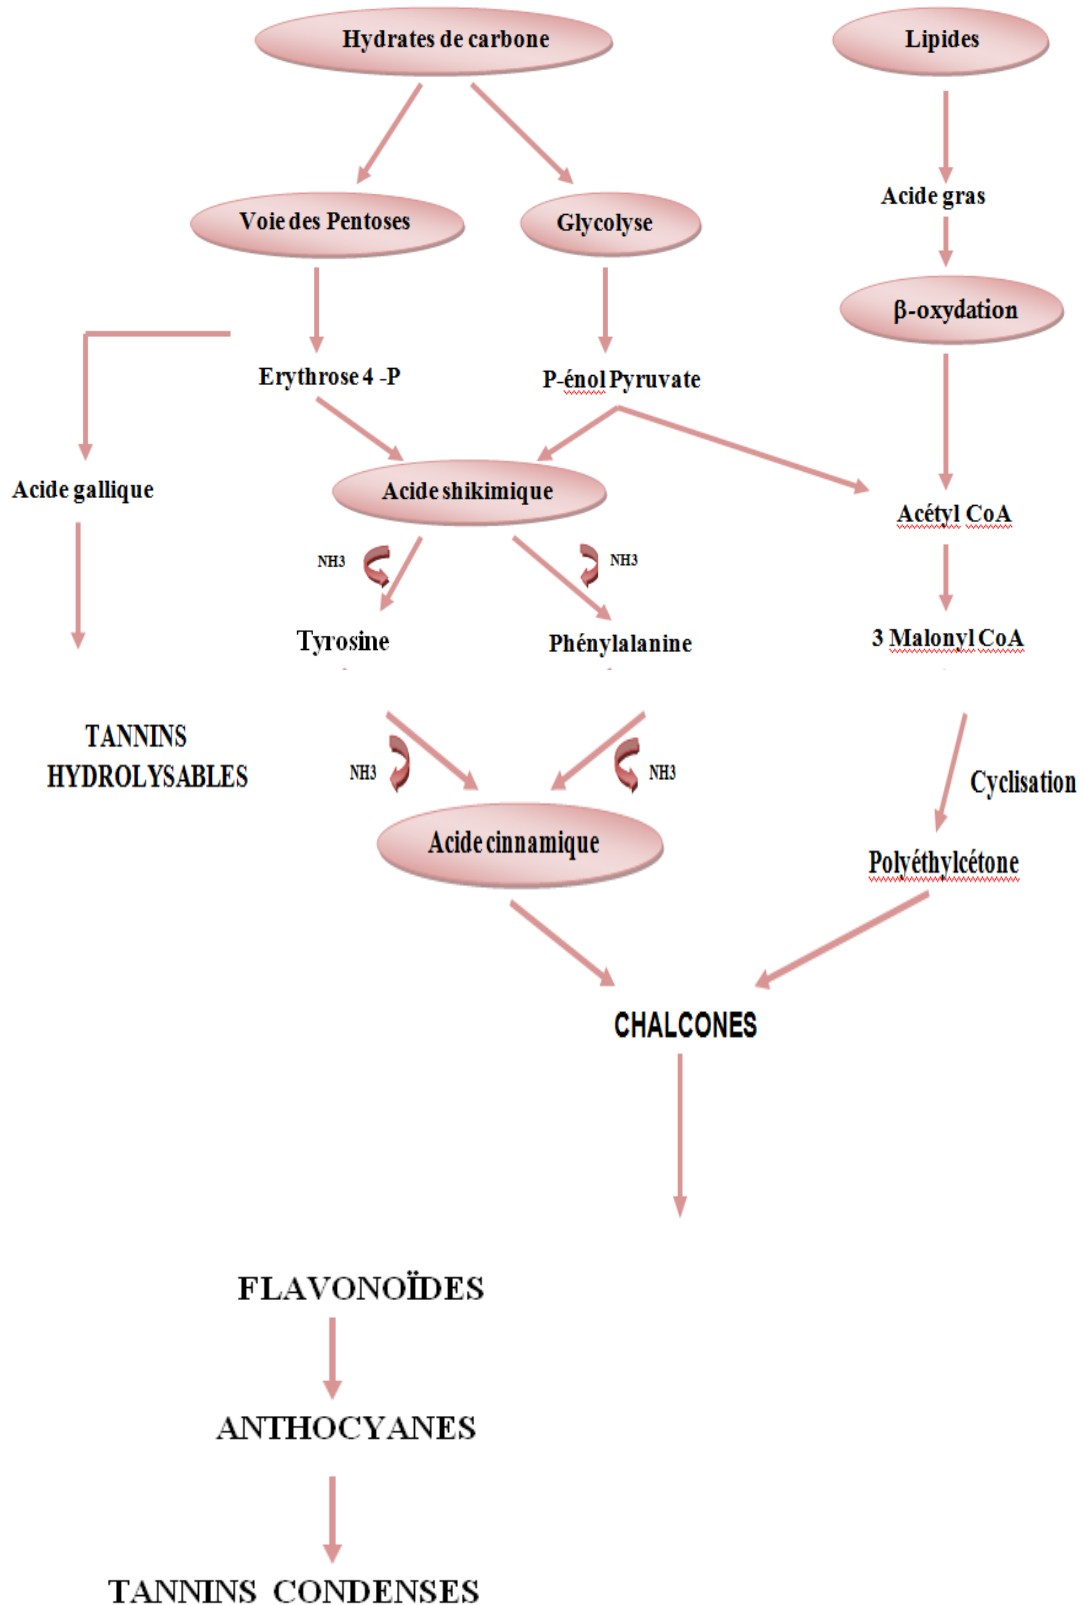 Hydrates de carbone
Lipides
Acide gras
Voie des Pentoses
Glycolyse
β-oxydation
Erythrose 4 -P
P-énol Pyruvate
Acide gallique
Acide shikimique
Acétyl CoA
NH3
NH3
Tyrosine
Phénylalanine
3 Malonyl CoA
TANNINS
HYDROLYSABLES
NH3
NH3
Cyclisation
Acide cinnamique
Polyéthylcétone
CHALCONES
FLAVONOÏDES
ANTHOCYANES
TANNINS CONDENSES